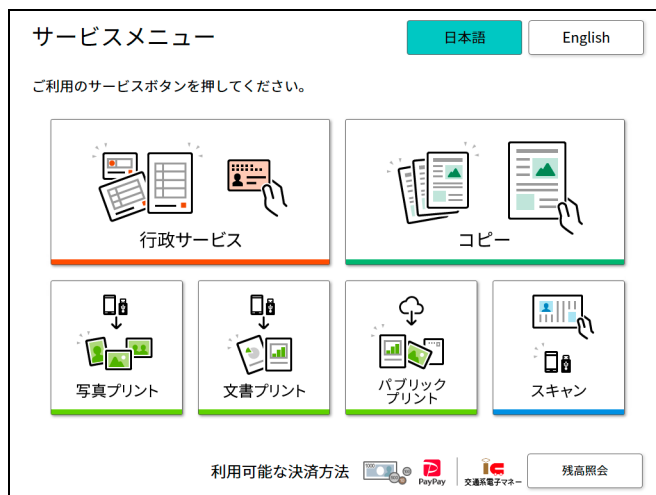 サービスメニュー
日本語
English
ご利用のサービスボタンを押してください。
行政サービス
コピー
写真プリント
文書プリント
パブリック
プリント
スキャン
利用可能な決済方法
1000
PayPay
交通系電子マネー
残高照会